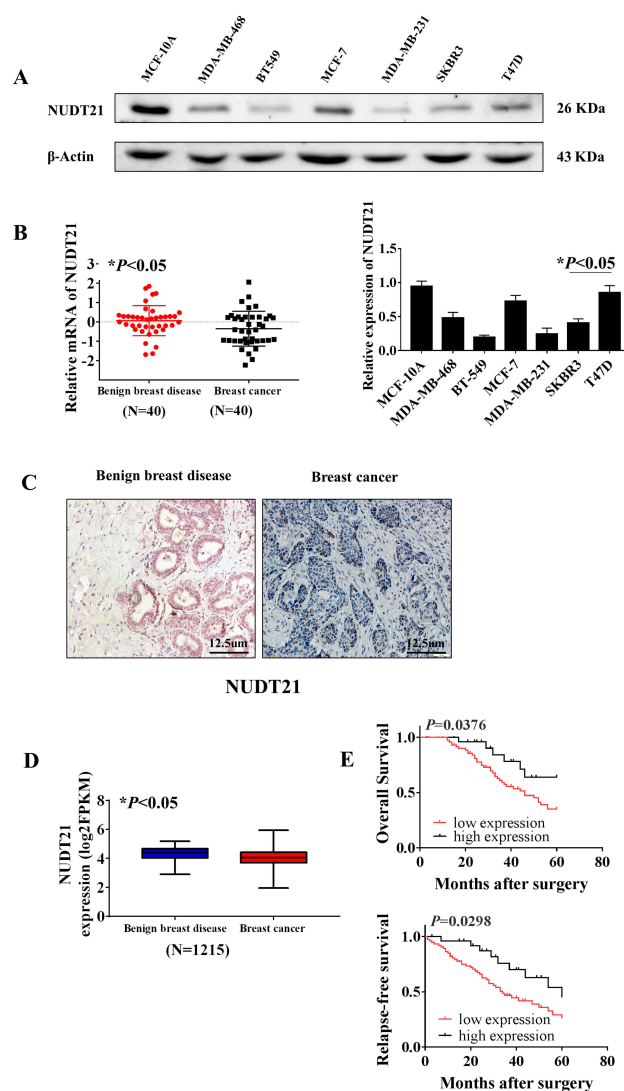 A
MCF-10A
MDA-MB-468
BT549
MCF-7
MDA-MB-231
SKBR3
T47D
NUDT21
26 KDa
β-Actin
43 KDa
B
Relative mRNA of NUDT21
*P<0.05
3
2
1
0
-1
-2
Benign breast disease
Breast cancer
(N=40)
(N=40)
Relative expression of NUDT21
*P<0.05
1.5
1.0
0.5
0.0
MCF-10A
MDA-MB-468
BT-549
MCF-7
MDA-MB-231
SKBR3
T47D
C
Benign breast disease
Breast cancer
12.5um
12.5um
NUDT21
D
NUDT21
expression (log2FPKM)
*P<0.05
8
6
4
2
0
Benign breast disease
Breast cancer
(N=1215)
E
P=0.0376
Overall Survival
1.0
0.5
0.0
low expression
high expression
0
20
40
60
80
Months after surgery
P=0.0298
Relapse-free survival
1.0
0.5
0.0
low expression
high expression
0
20
40
60
80
Months after surgery